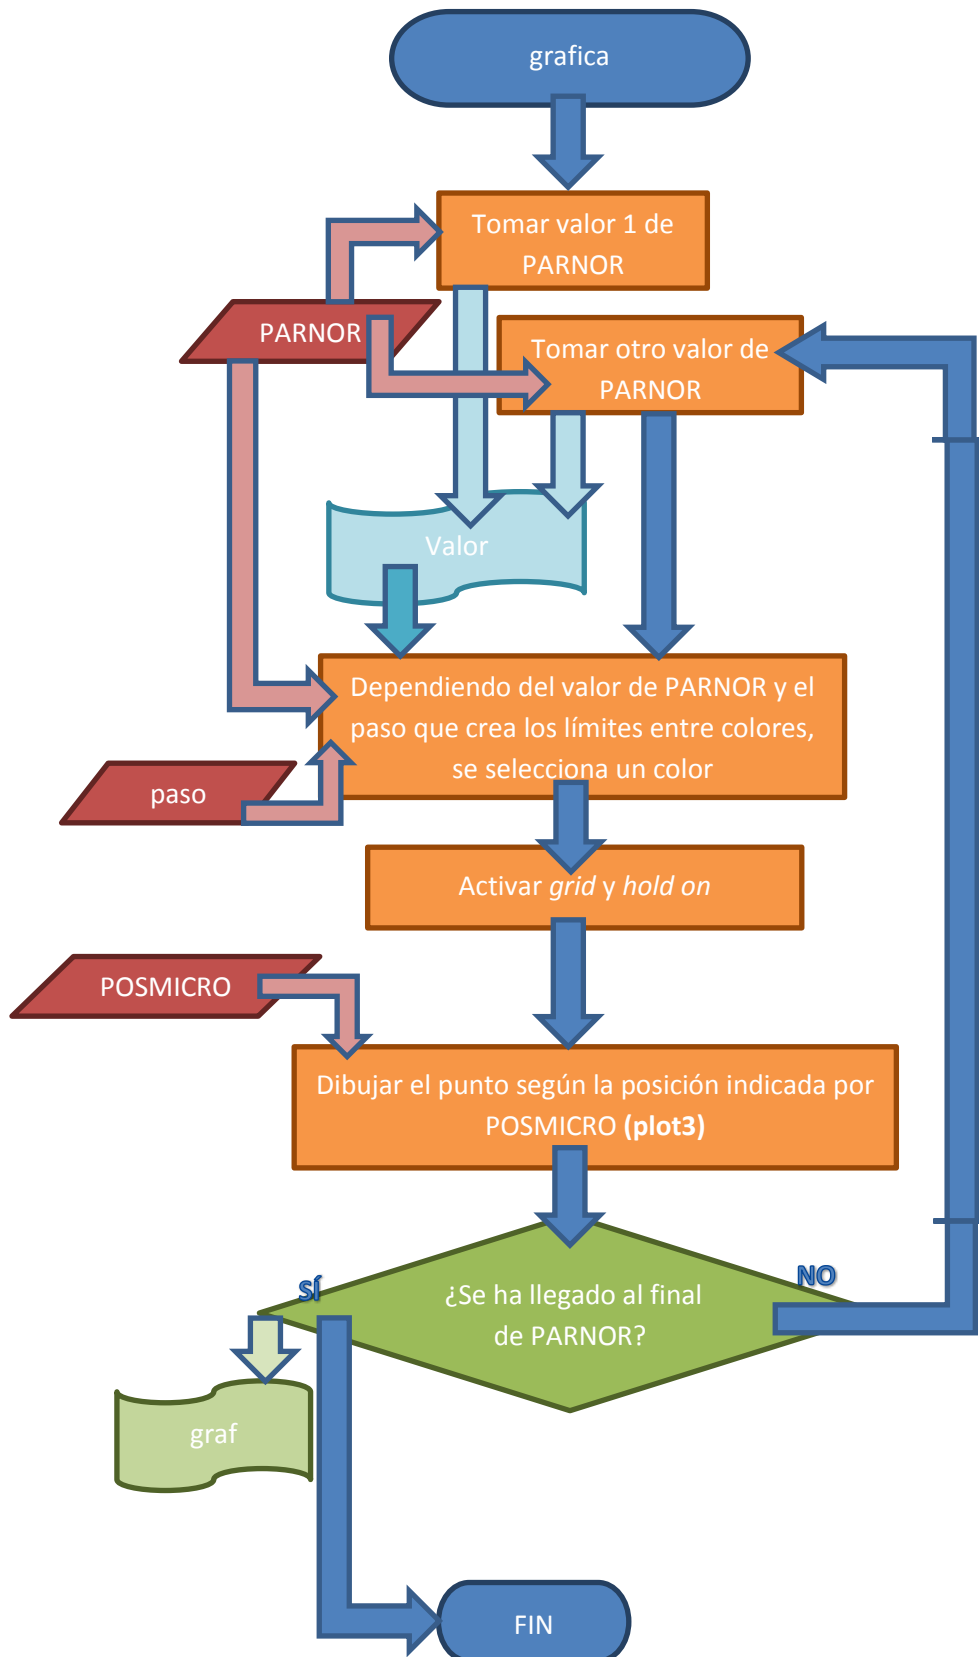 grafica
Tomar valor 1 de
PARNOR
PARNOR
Tomar otro valor de
PARNOR
Valor
Dependiendo del valor de PARNOR y el
paso que crea los límites entre colores,
se selecciona un color
paso
Activar grid y hold on
POSMICRO
Dibujar el punto según la posición indicada por
POSMICRO (plot3)
SÍ
NO
¿Se ha llegado al final
de PARNOR?
graf
FIN